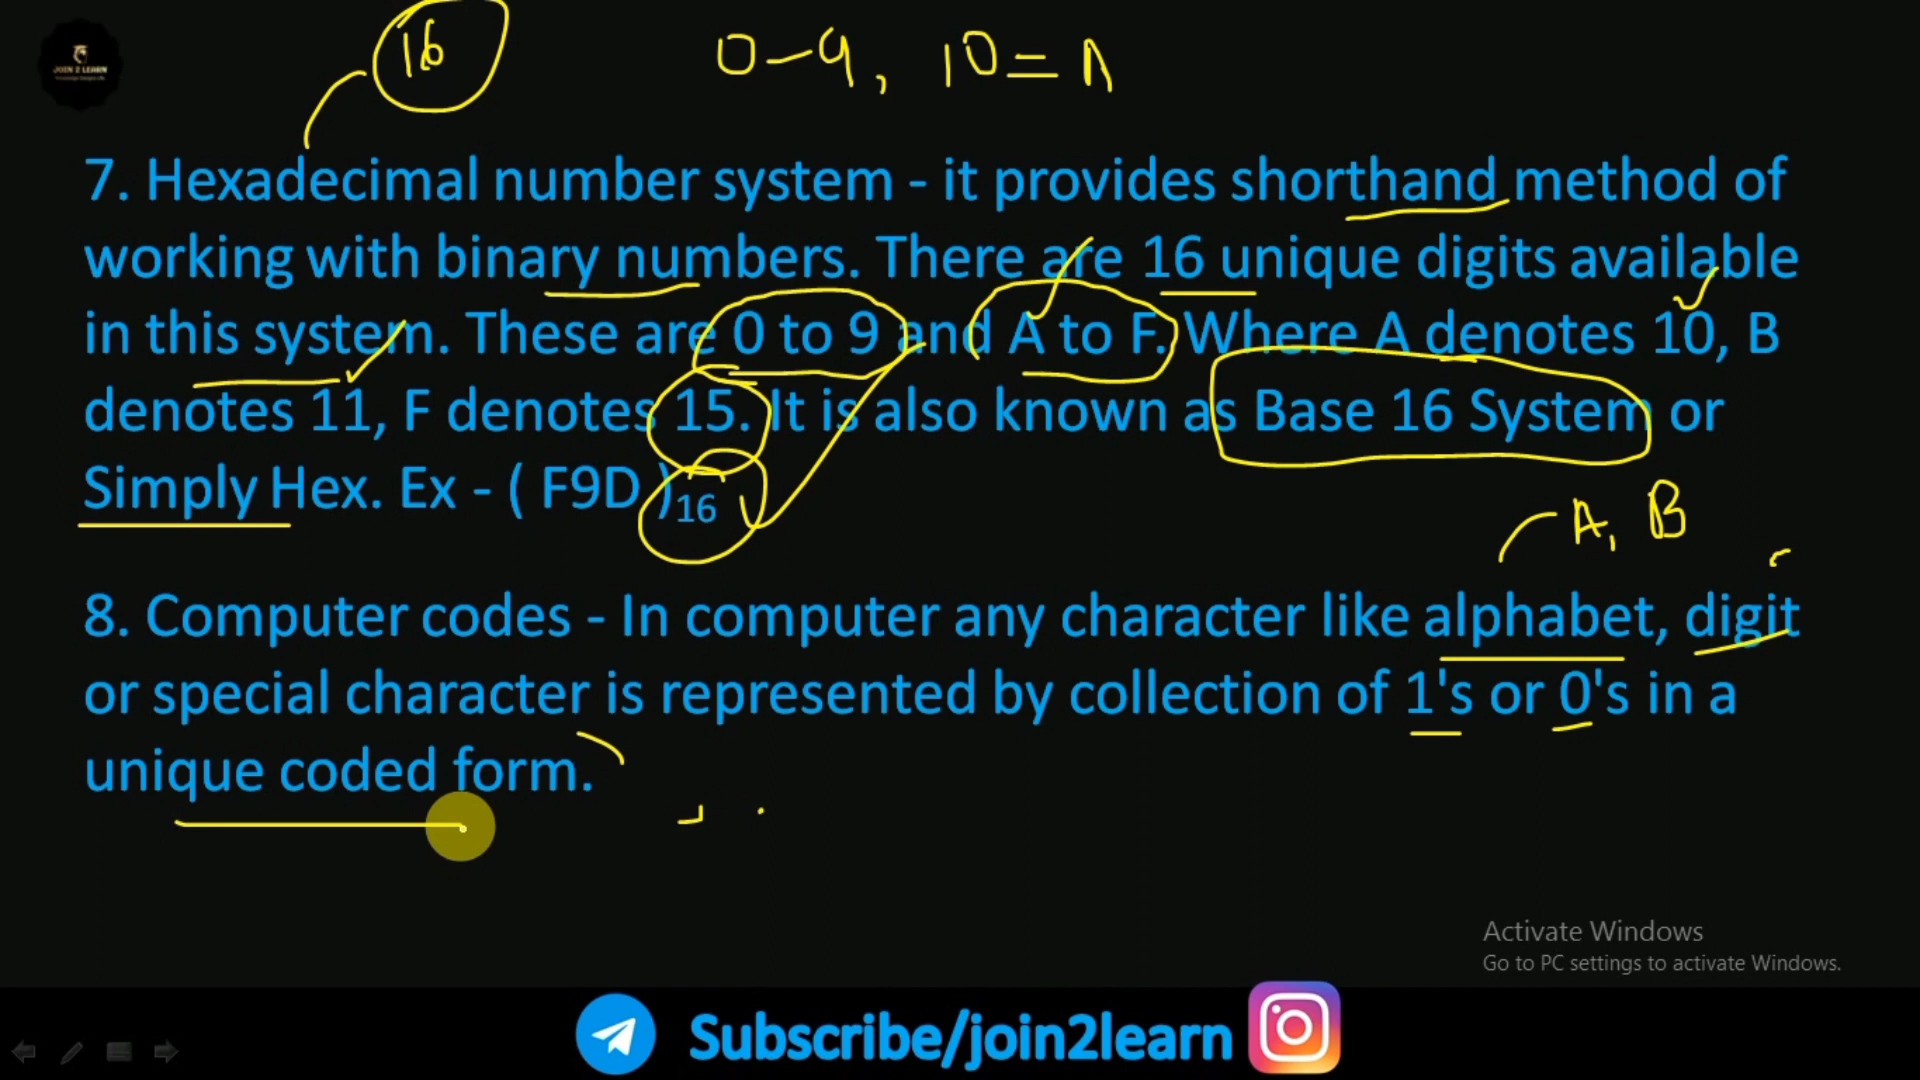 16 0-9, 10=A
JOIN 2 LEARN
7. Hexadecimal number system - it provides shorthand method of
working with binary numbers. There are 16 unique digits available
in this system. These are 0 to 9 and A to F. Where A denotes 10, B
denotes 11, F denotes 15. It is also known as Base 16 System or
Simply Hex. Ex - ( F9D )16
A, B
8. Computer codes - In computer any character like alphabet, digit
or special character is represented by collection of 1's or 0's in a
unique coded form.
Activate Windows
Go to PC settings to activate Windows.
Subscribe/join2learn